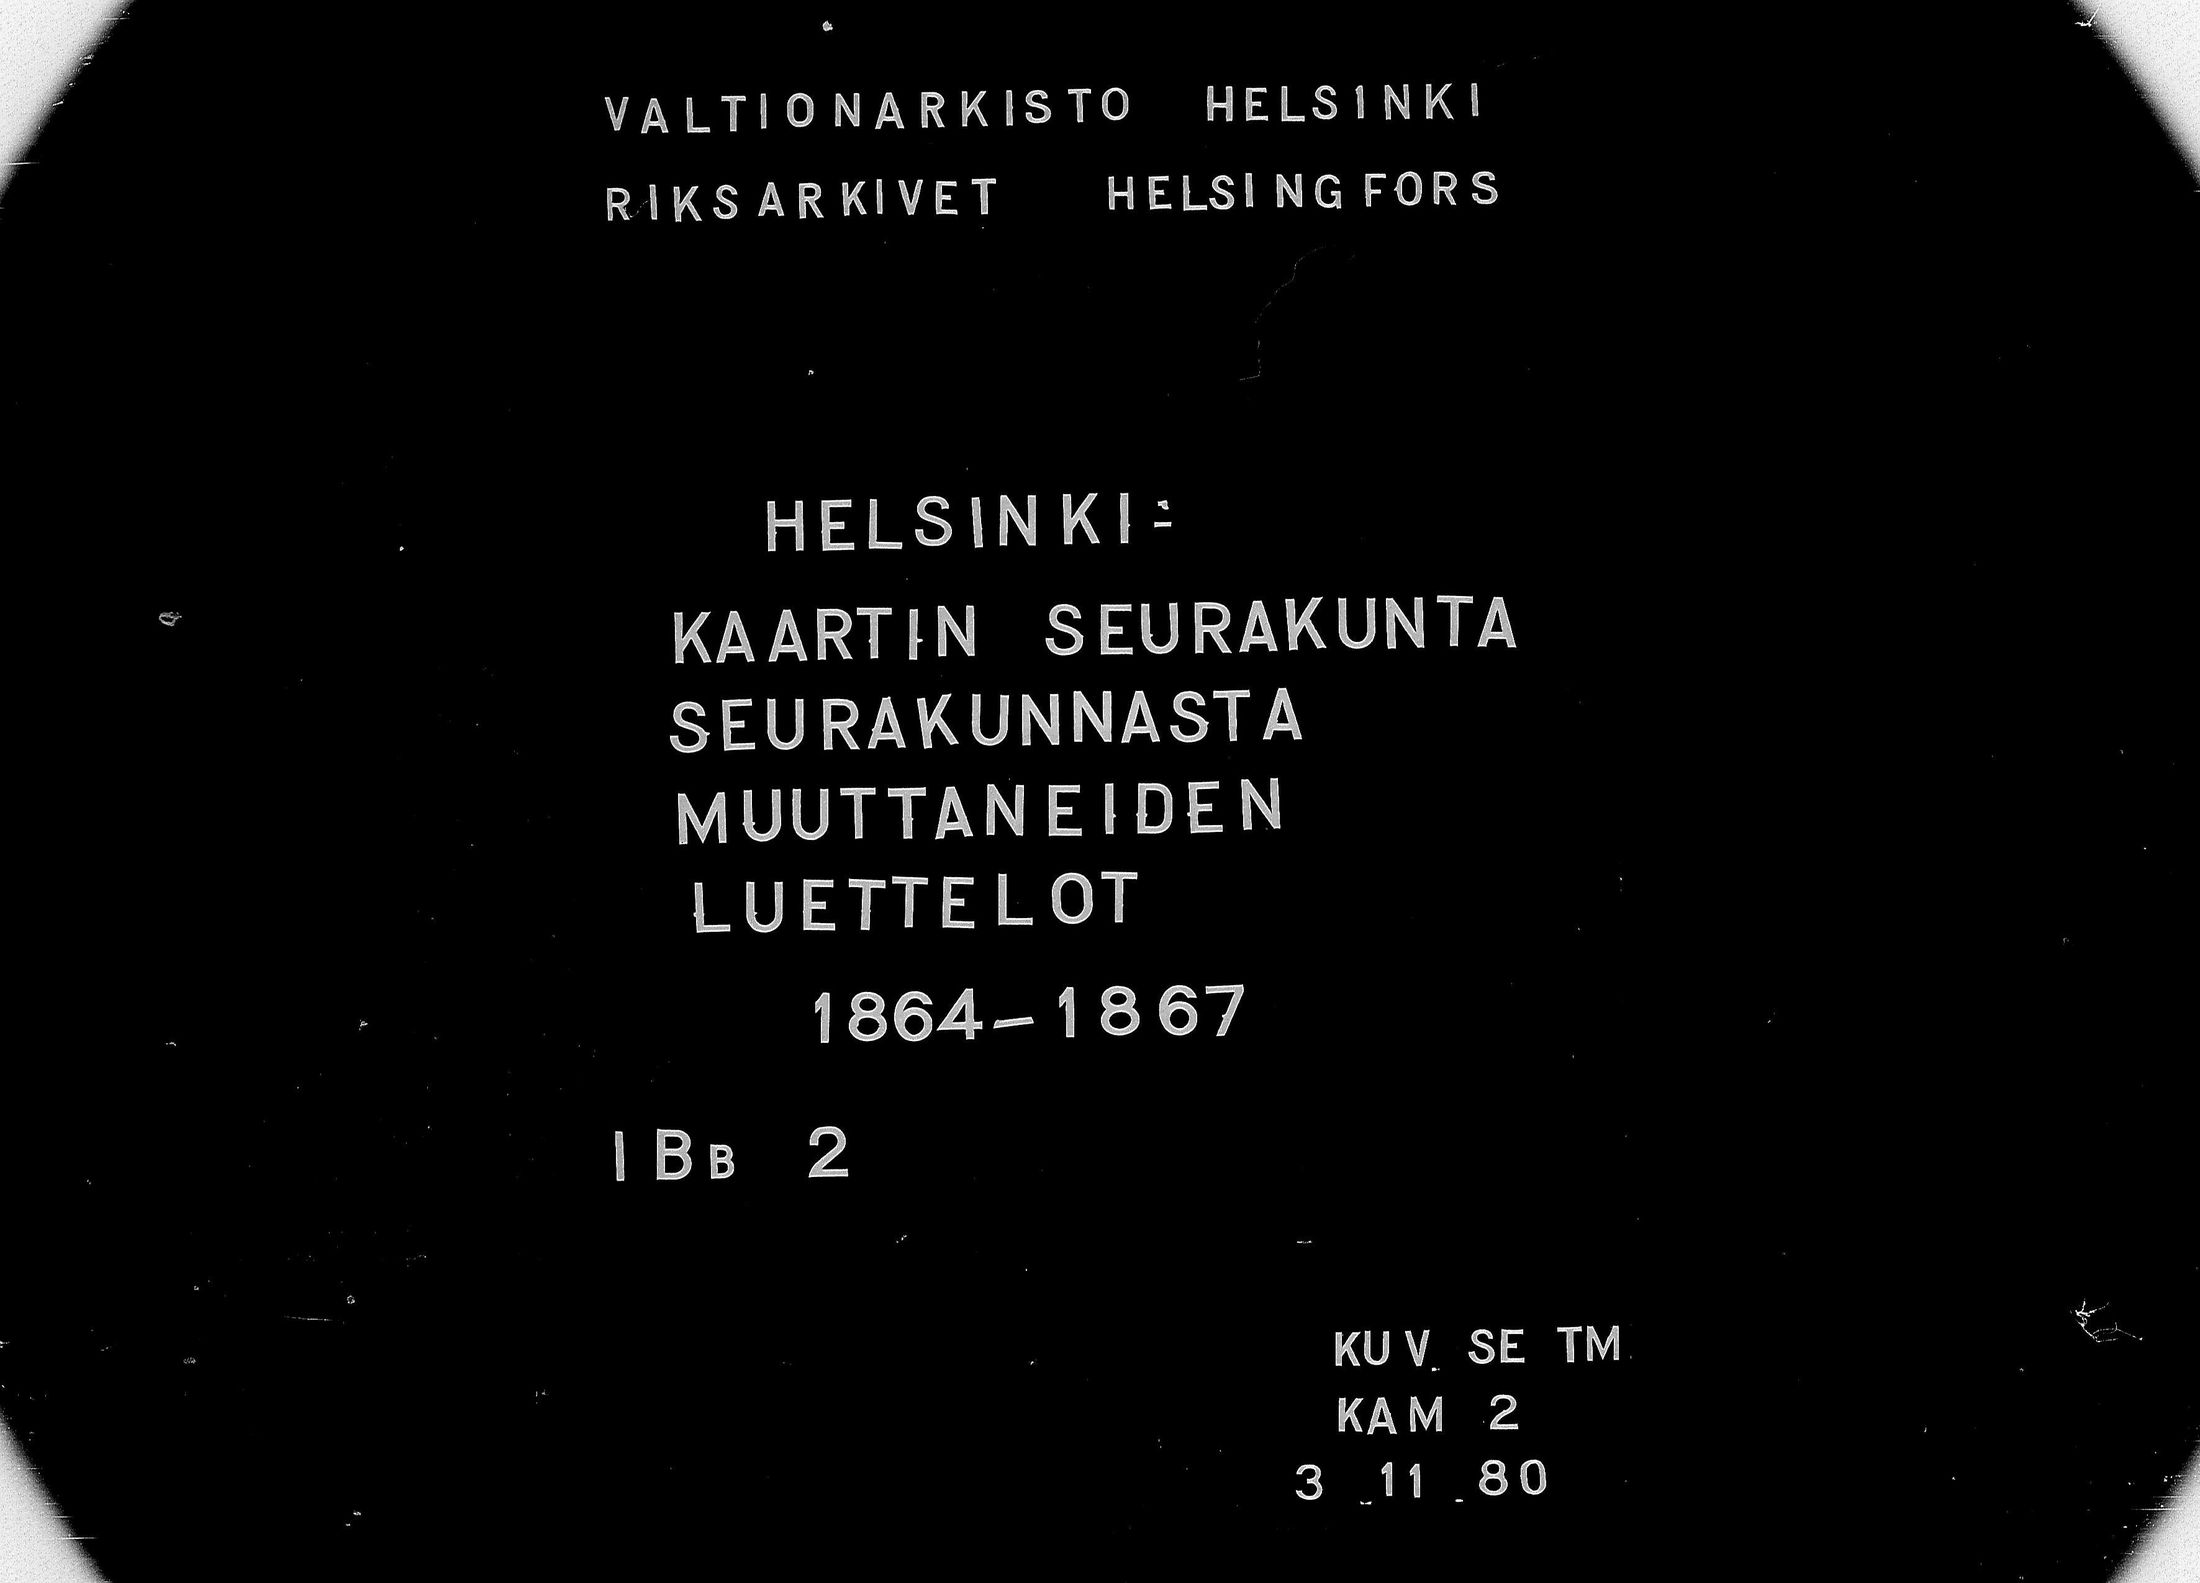 VALTIONARKISTO HELSINKI
RIKSARKIVET HELSINGFORS
HELSINKI:
KAARTIN SEURAKUNTA
SEURAKUNNASTA
MUUTTANEIDEN
LUETTELOT
1864-1867
I BB 2
KUV. SE TM
KAM 2
3.11.80